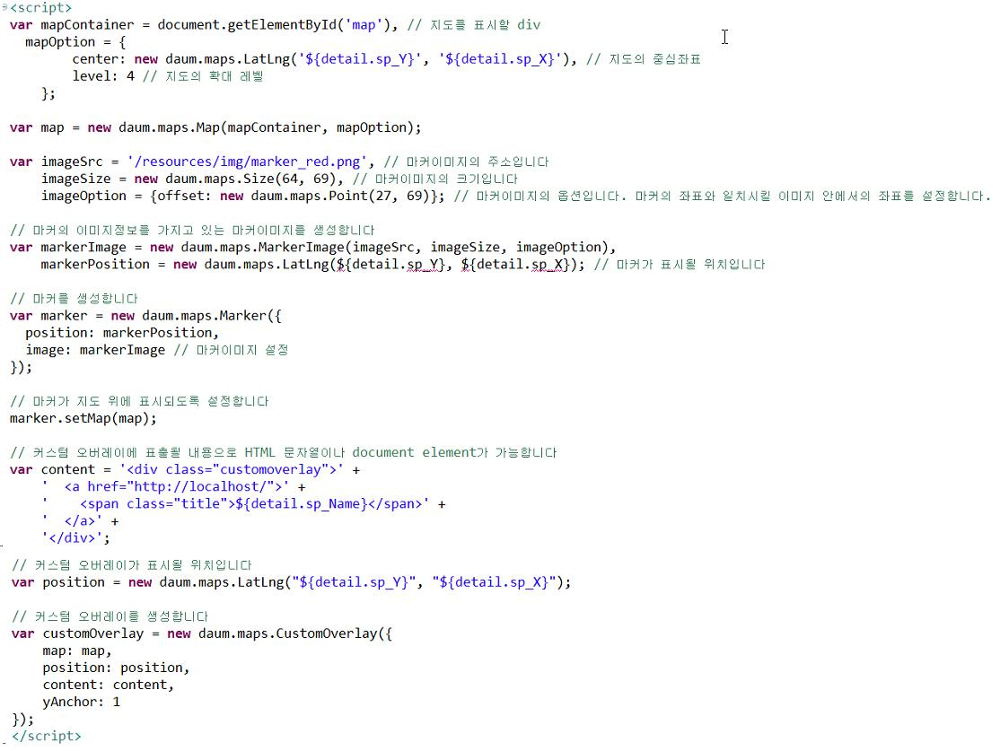 <script>
var mapContainer = document.getElementById('map'), // 지도를 표시할 div
  mapOption = {
        center: new daum.maps.LatLng('${detail.sp_Y}', '${detail.sp_X}'), // 지도의 중심좌표
        level: 4 // 지도의 확대 레벨
    };

var map = new daum.maps.Map(mapContainer, mapOption);

var imageSrc = '/resources/img/marker_red.png', // 마커이미지의 주소입니다
    imageSize = new daum.maps.Size(64, 69), // 마커이미지의 크기입니다
    imageOption = {offset: new daum.maps.Point(27, 69)}; // 마커이미지의 옵션입니다. 마커의 좌표와 일치시킬 이미지 안에서의 좌표를 설정합니다.

// 마커의 이미지정보를 가지고 있는 마커이미지를 생성합니다
var markerImage = new daum.maps.MarkerImage(imageSrc, imageSize, imageOption),
    markerPosition = new daum.maps.LatLng(${detail.sp_Y}, ${detail.sp_X}); // 마커가 표시될 위치입니다

// 마커를 생성합니다
var marker = new daum.maps.Marker({
  position: markerPosition,
  image: markerImage // 마커이미지 설정
});

// 마커가 지도 위에 표시되도록 설정합니다
marker.setMap(map);

// 커스텀 오버레이에 표출될 내용으로 HTML 문자열이나 document element가 가능합니다
var content = '<div class="customoverlay">' +
    '  <a href="http://localhost/">' +
    '    <span class="title">${detail.sp_Name}</span>' +
    '  </a>' +
    '</div>';

// 커스텀 오버레이가 표시될 위치입니다
var position = new daum.maps.LatLng("${detail.sp_Y}", "${detail.sp_X}");

// 커스텀 오버레이를 생성합니다
var customOverlay = new daum.maps.CustomOverlay({
    map: map,
    position: position,
    content: content,
    yAnchor: 1
});
</script>